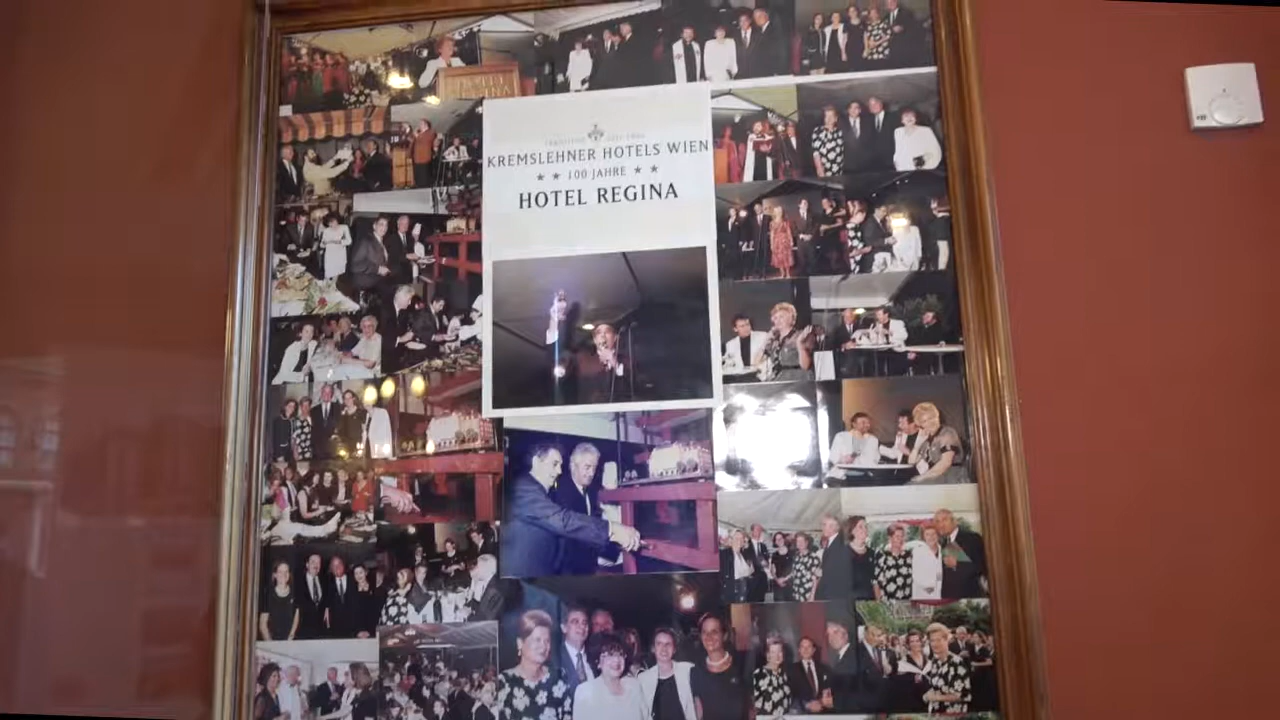 KREMSLEHNER HOTELS WIEN
★ ★ 100 JAHRE ★ ★
HOTEL REGINA